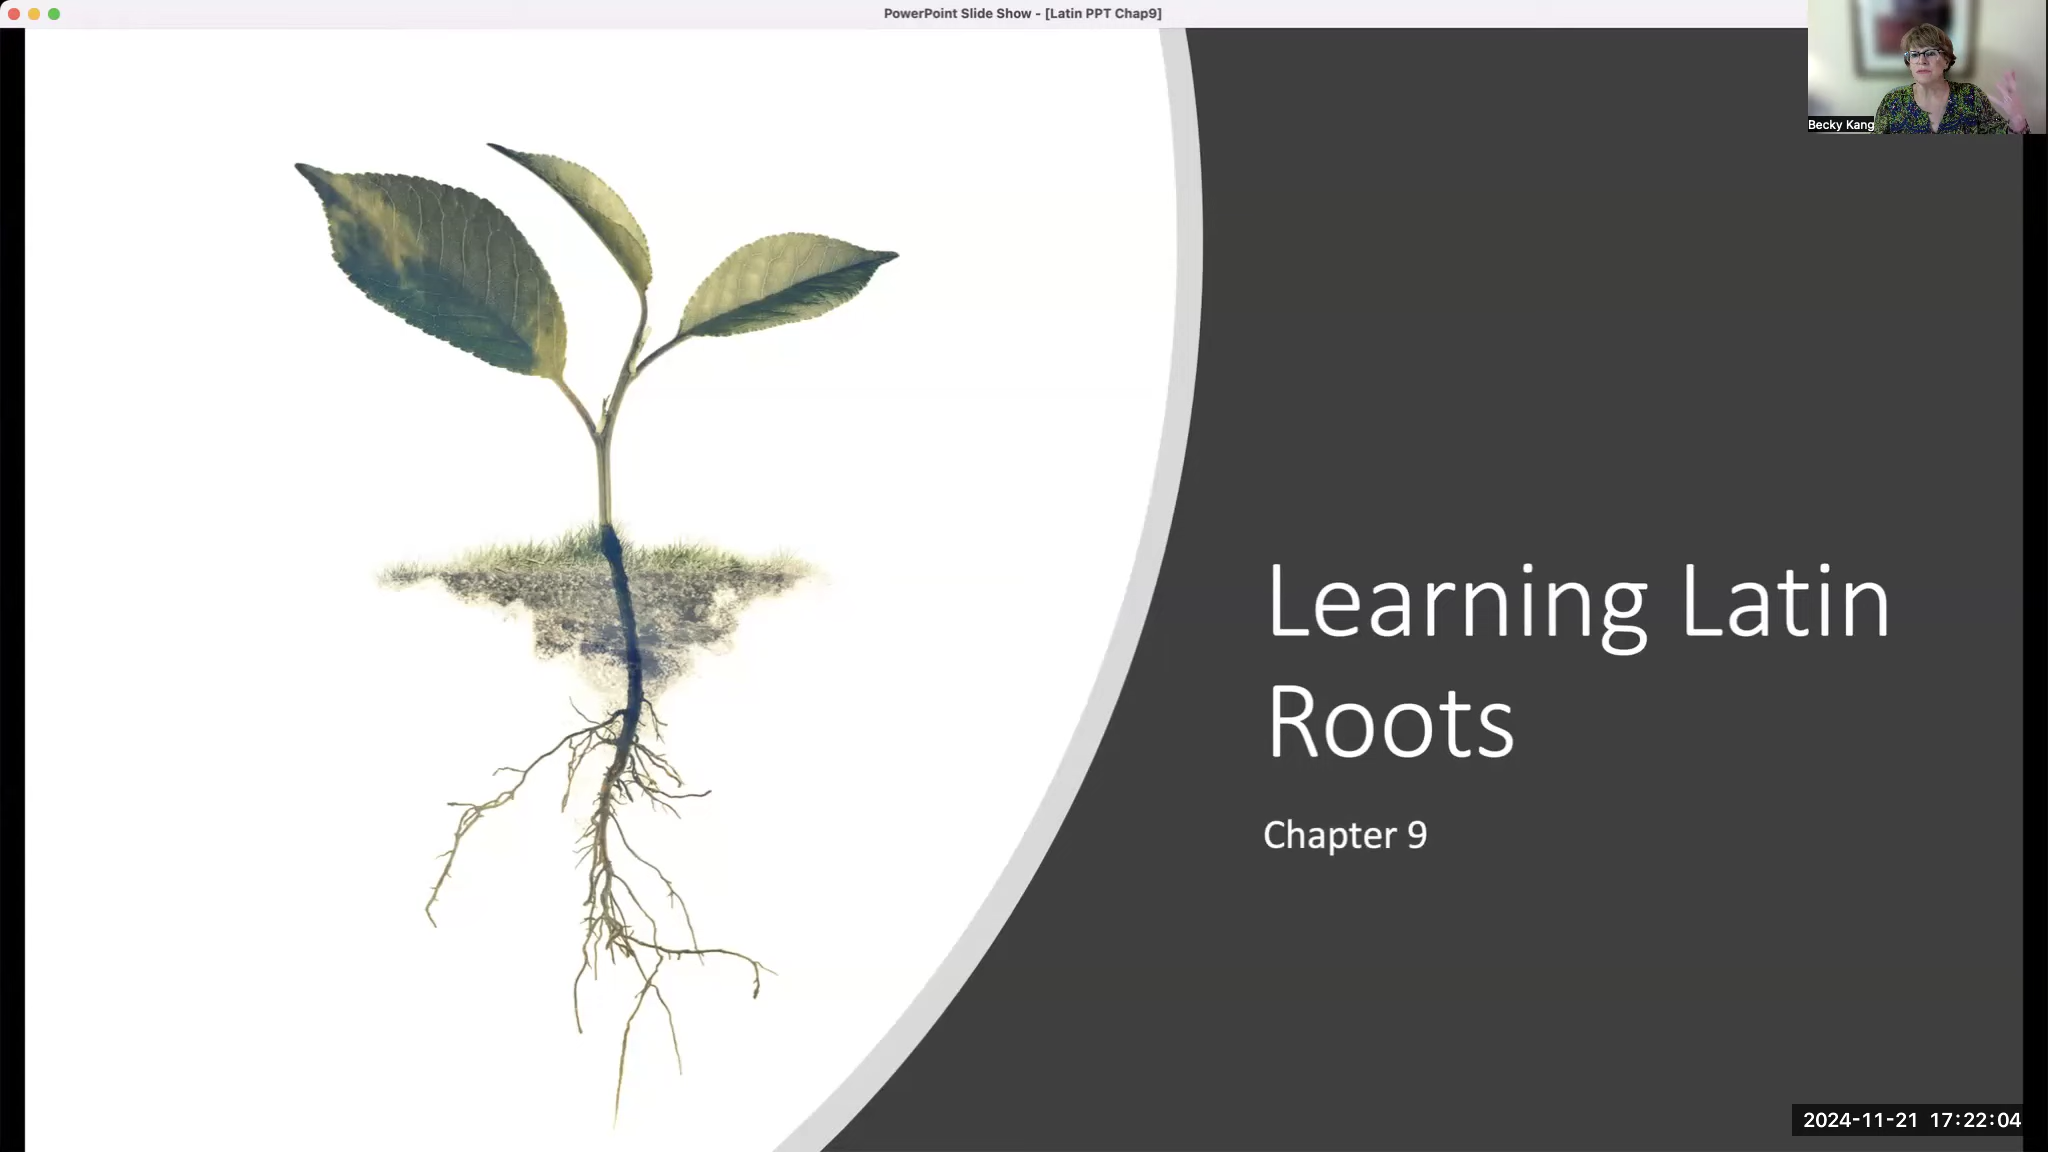 PowerPoint Slide Show - [Latin PPT Chap9]
Becky Kang
Learning Latin
Roots
Chapter 9
2024-11-21 17:22:04